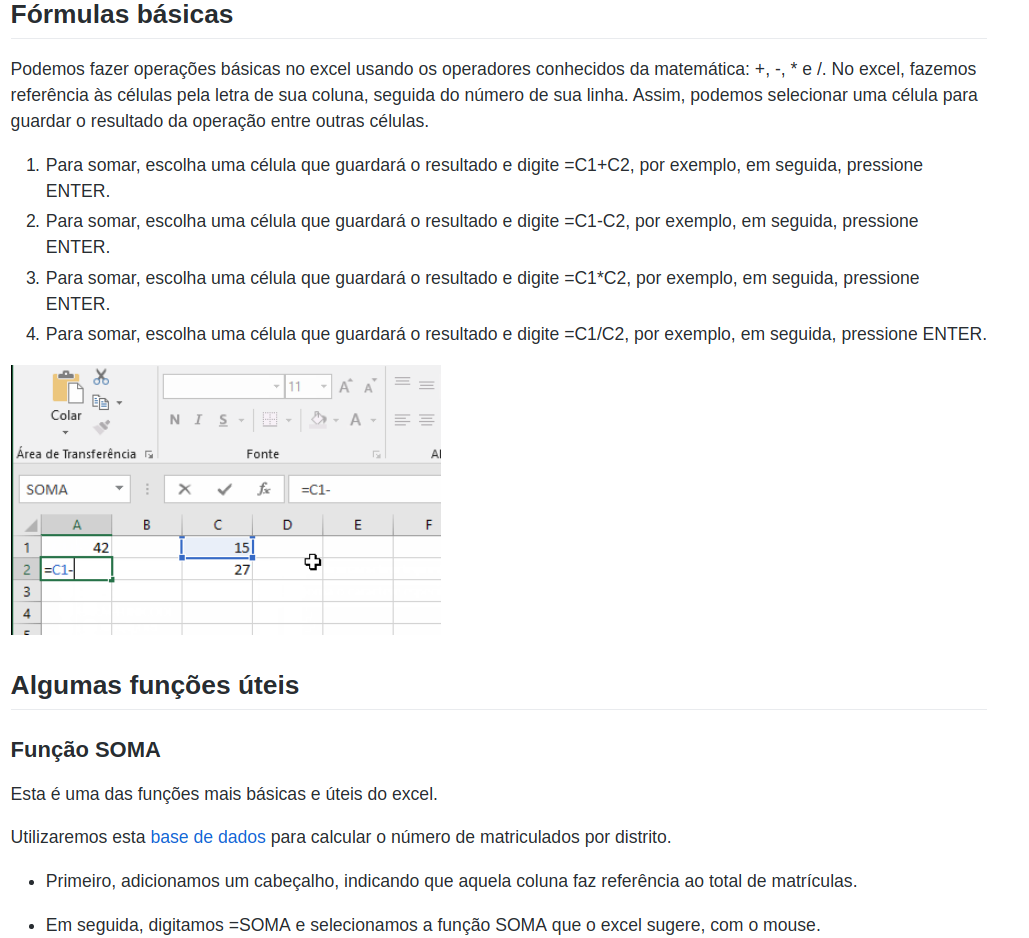 Fórmulas básicas
Podemos fazer operações básicas no excel usando os operadores conhecidos da matemática: +, -, * e /. No excel, fazemos
referência às células pela letra de sua coluna, seguida do número de sua linha. Assim, podemos selecionar uma célula para
guardar o resultado da operação entre outras células.
1. Para somar, escolha uma célula que guardará o resultado e digite =C1+C2, por exemplo, em seguida, pressione
ENTER.
2. Para somar, escolha uma célula que guardará o resultado e digite =C1-C2, por exemplo, em seguida, pressione
ENTER.
3. Para somar, escolha uma célula que guardará o resultado e digite =C1*C2, por exemplo, em seguida, pressione
ENTER.
4. Para somar, escolha uma célula que guardará o resultado e digite =C1/C2, por exemplo, em seguida, pressione ENTER.
11 A A
Colar
N I S A
Área de Transferência Fonte Al
SOMA fx =C1-
A B C D E F
1 42 15
2 =C1- 27
3
4
5
Algumas funções úteis
Função SOMA
Esta é uma das funções mais básicas e úteis do excel.
Utilizaremos esta base de dados para calcular o número de matriculados por distrito.
• Primeiro, adicionamos um cabeçalho, indicando que aquela coluna faz referência ao total de matrículas.
• Em seguida, digitamos =SOMA e selecionamos a função SOMA que o excel sugere, com o mouse.